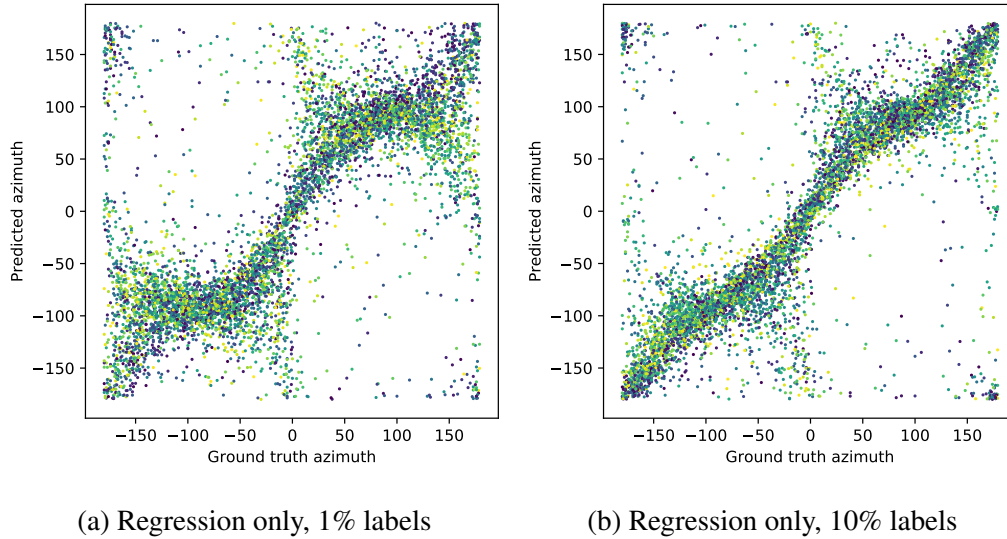 150
100
50
0
−50
−100
−150
Predicted azimuth
−150 −100 −50 0 50 100 150
Ground truth azimuth
(a) Regression only, 1% labels
150
100
50
0
−50
−100
−150
Predicted azimuth
−150 −100 −50 0 50 100 150
Ground truth azimuth
(b) Regression only, 10% labels